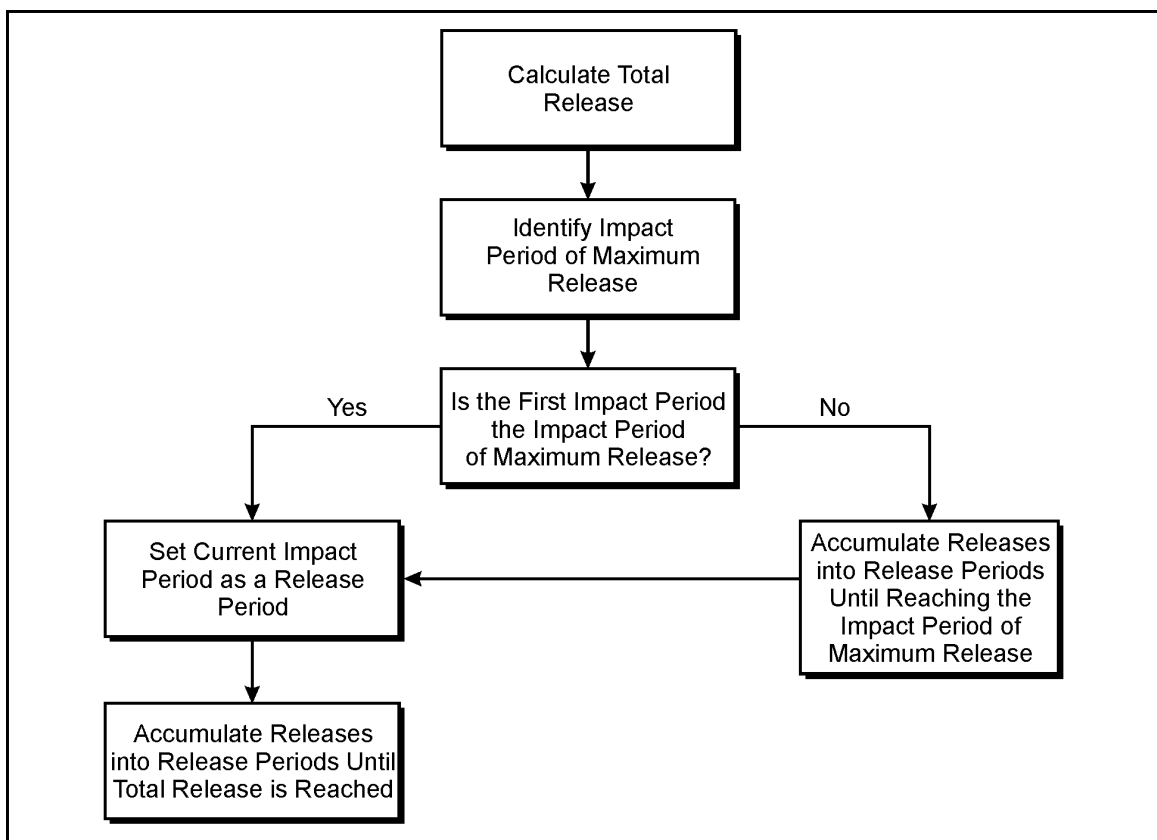 Calculate Total
Release
Identify Impact
Period of Maximum
Release
Is the First Impact Period
the Impact Period
of Maximum Release?
Yes
No
Set Current Impact
Period as a Release
Period
Accumulate Releases
into Release Periods
Until Reaching the
Impact Period of
Maximum Release
Accumulate Releases
into Release Periods Until
Total Release is Reached